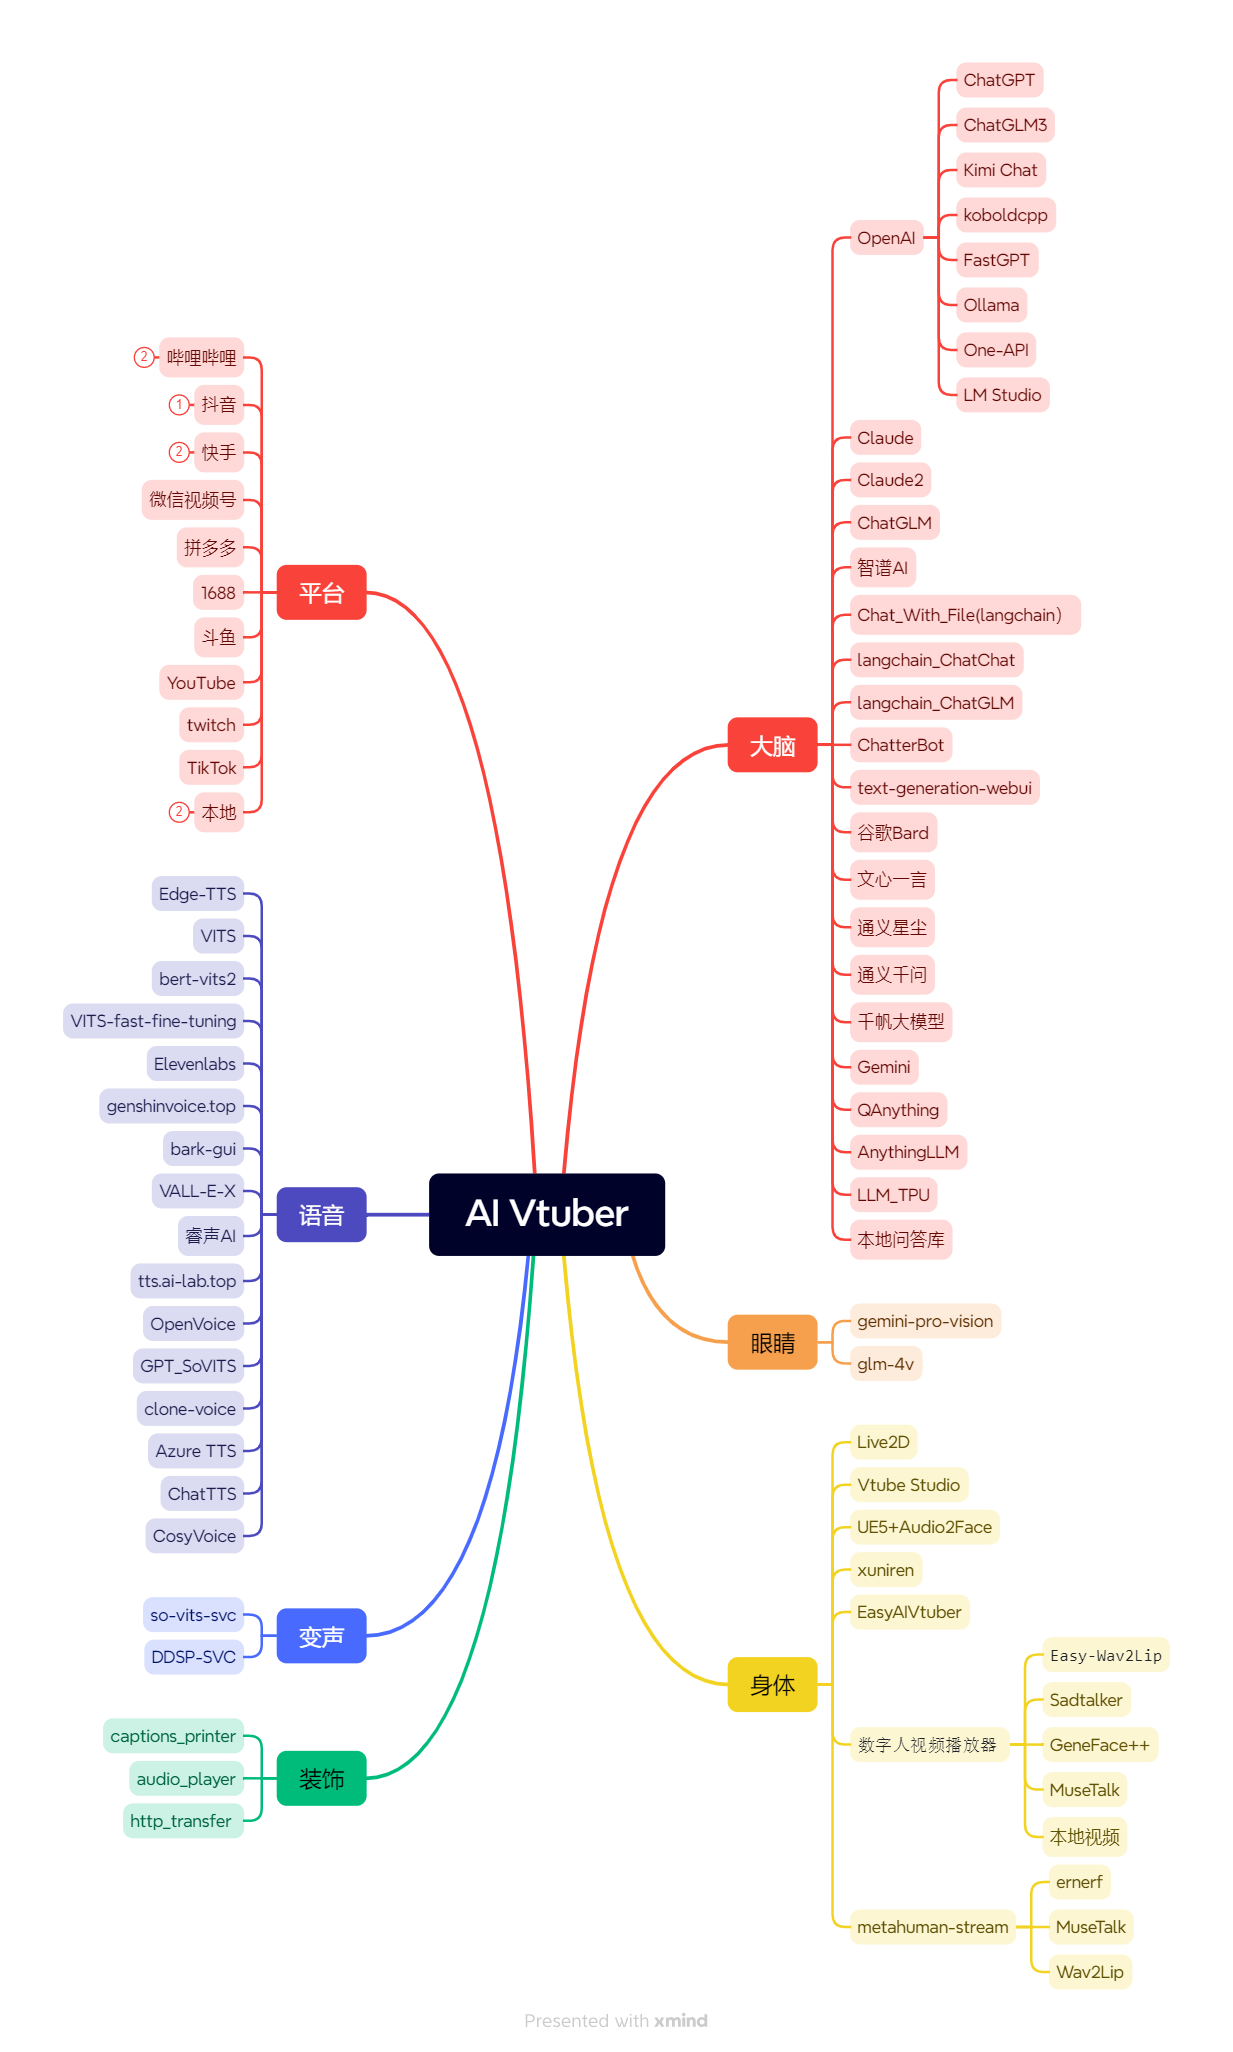 AI Vtuber
大脑
OpenAI
ChatGPT
ChatGLM3
Kimi Chat
koboldcpp
FastGPT
Ollama
One-API
LM Studio
Claude
Claude2
ChatGLM
智谱AI
Chat_With_File(langchain）
langchain_ChatChat
langchain_ChatGLM
ChatterBot
text-generation-webui
谷歌Bard
文心一言
通义星尘
通义千问
千帆大模型
Gemini
QAnything
AnythingLLM
LLM_TPU
本地问答库
眼睛
gemini-pro-vision
glm-4v
身体
Live2D
Vtube Studio
UE5+Audio2Face
xuniren
EasyAIVtuber
数字人视频播放器
Easy-Wav2Lip
Sadtalker
GeneFace++
MuseTalk
本地视频
metahuman-stream
ernerf
MuseTalk
Wav2Lip
平台
哔哩哔哩
2
抖音
1
快手
2
微信视频号
拼多多
1688
斗鱼
YouTube
twitch
TikTok
本地
2
语音
Edge-TTS
VITS
bert-vits2
VITS-fast-fine-tuning
Elevenlabs
genshinvoice.top
bark-gui
VALL-E-X
睿声AI
tts.ai-lab.top
OpenVoice
GPT_SoVITS
clone-voice
Azure TTS
ChatTTS
CosyVoice
变声
so-vits-svc
DDSP-SVC
装饰
captions_printer
audio_player
http_transfer
Presented with xmind